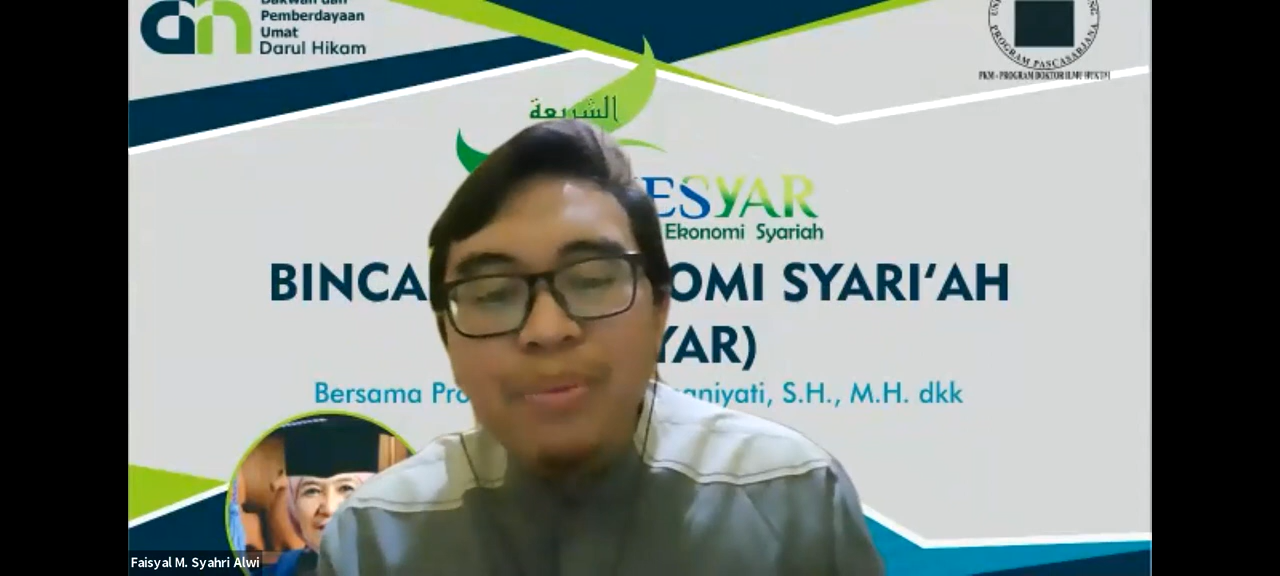 Dakwah dan
Pemberdayaan
Umat
Darul Hikam
PROGRAM PASCASARJANA
PKM - PROGRAM DOKTOR ILMU HUKUM
الشريعة
ESYAR
Ekonomi Syariah
BINCA OMI SYARI'AH
YAR)
Bersama Pro aniyati, S.H., M.H. dkk
Faisyal M. Syahri Alwi